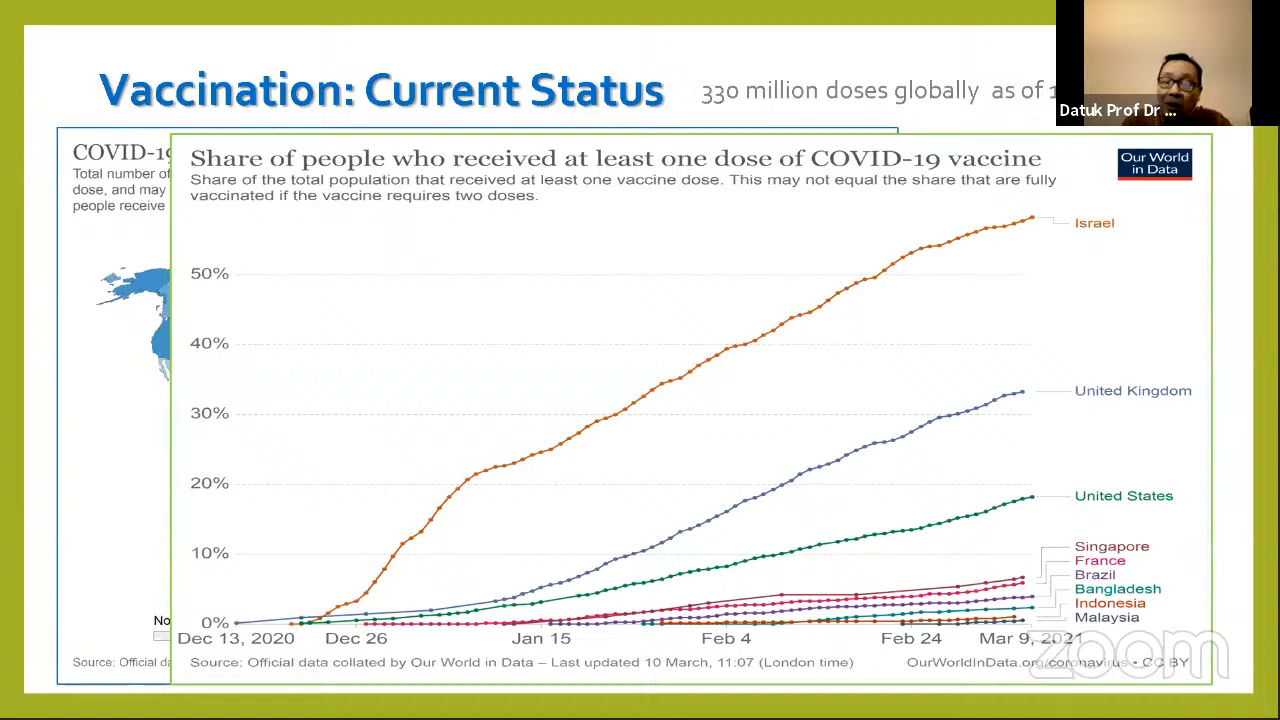 Vaccination: Current Status
330 million doses globally as of
Datuk Prof Dr ...
COVID-19
Total number of
dose, and may
people receive
No
Source: Official da
Share of people who received at least one dose of COVID-19 vaccine
Share of the total population that received at least one vaccine dose. This may not equal the share that are fully
vaccinated if the vaccine requires two doses.
Our World
in Data
50%
40%
30%
20%
10%
0%
Israel
United Kingdom
United States
Singapore
France
Brazil
Bangladesh
Indonesia
Malaysia
Dec 13, 2020 Dec 26 Jan 15 Feb 4 Feb 24 Mar 9, 2021
Source: Official data collated by Our World in Data – Last updated 10 March, 11:07 (London time)
OurWorldInData.org/coronavirus • CC BY
zoom